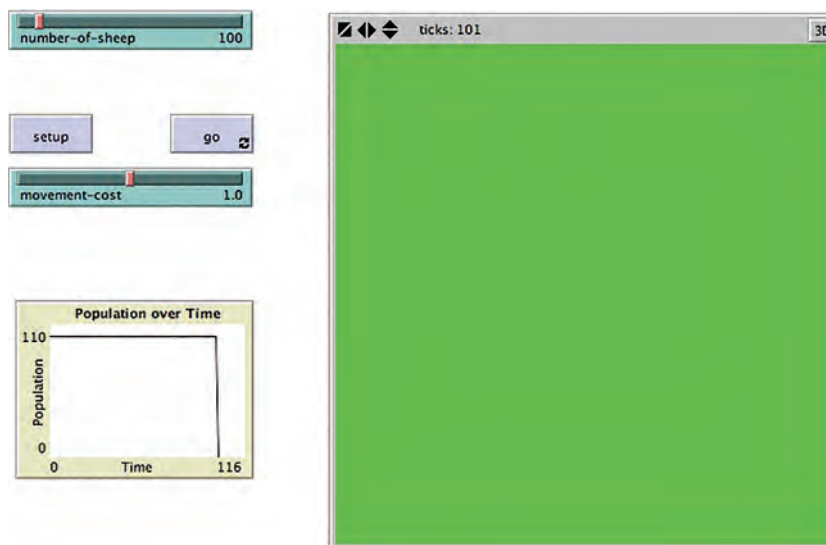 number-of-sheep 100
ticks: 101
setup
go
movement-cost 1.0
Population over Time
110
Population
0
0 Time 116